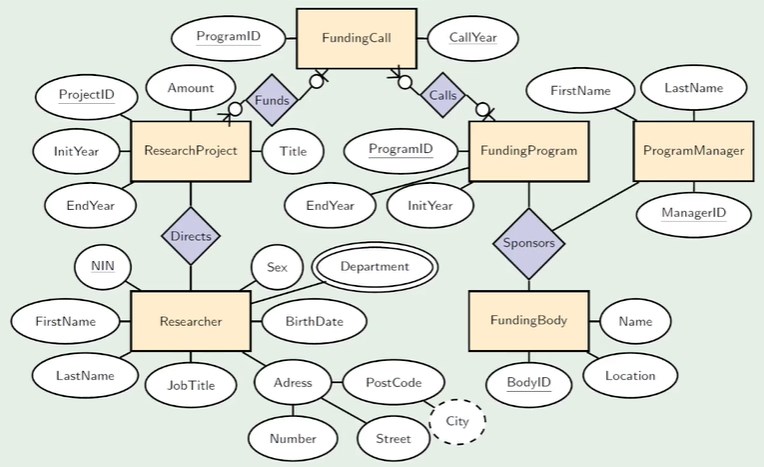 ProgramID
FundingCall
CallYear
ProjectID
Amount
Funds
Calls
FirstName
LastName
InitYear
ResearchProject
Title
ProgramID
FundingProgram
ProgramManager
EndYear
EndYear
InitYear
ManagerID
Directs
Sponsors
NIN
Sex
Department
FirstName
Researcher
BirthDate
FundingBody
Name
LastName
JobTitle
Adress
PostCode
BodyID
Location
City
Number
Street